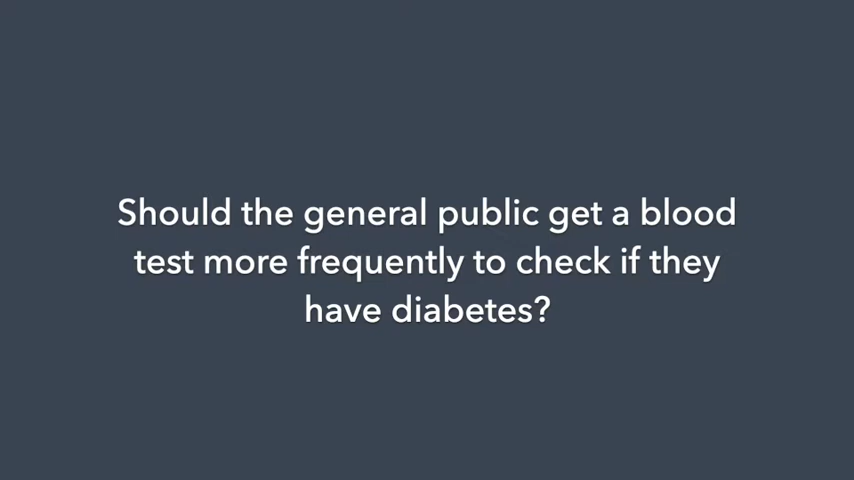 Should the general public get a blood
test more frequently to check if they
have diabetes?